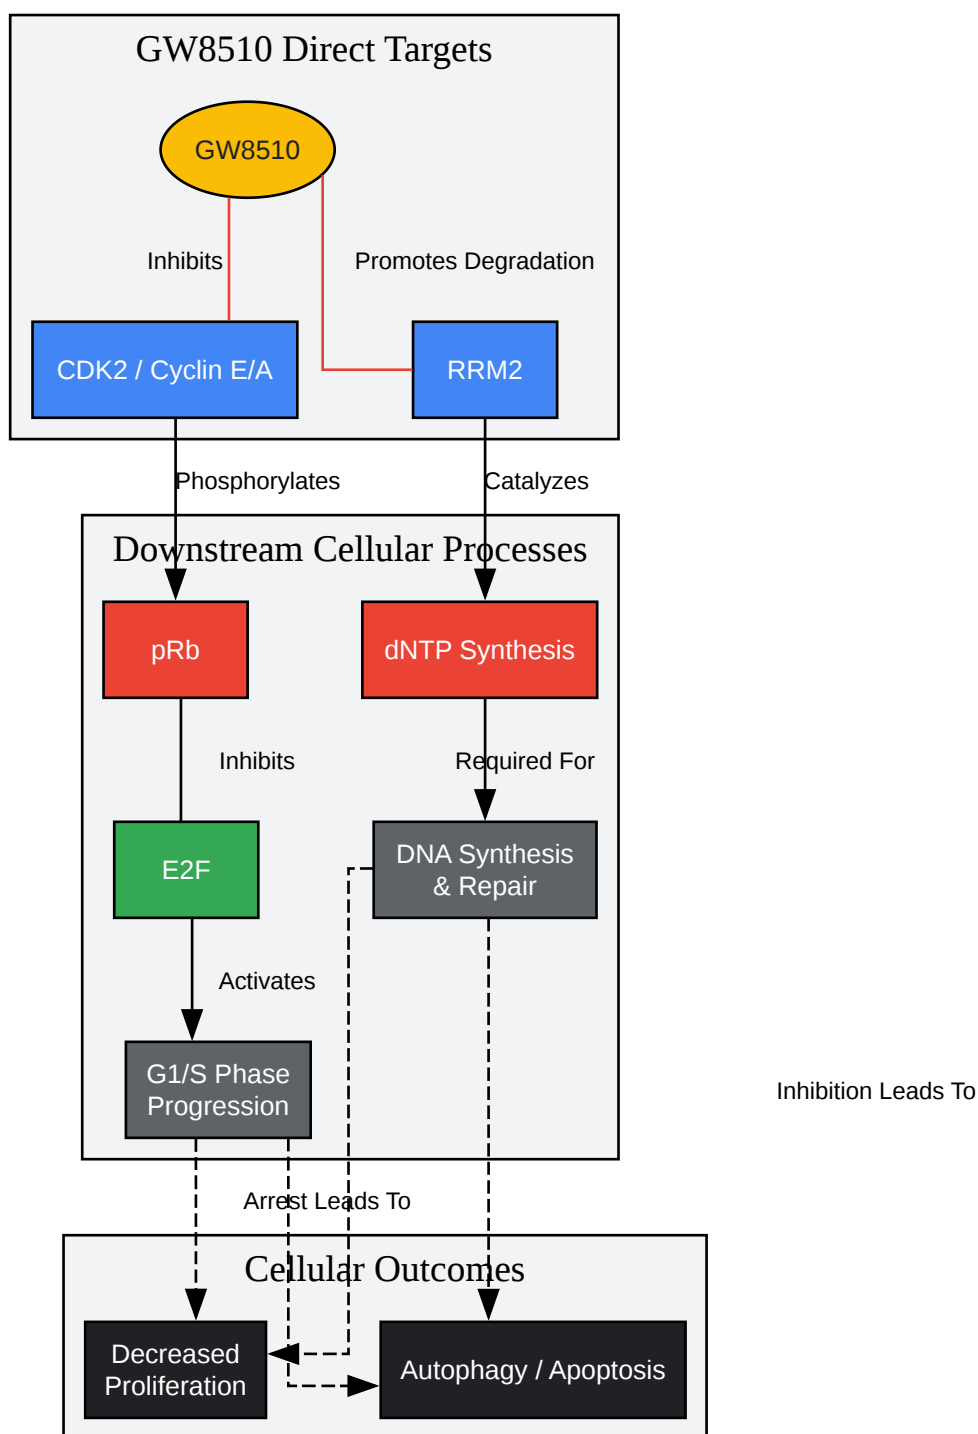 GW8510 Direct Targets
GW8510
Inhibits
Promotes Degradation
CDK2 / Cyclin E/A
RRM2
Phosphorylates
Catalyzes
Downstream Cellular Processes
pRb
dNTP Synthesis
Inhibits
Required For
E2F
DNA Synthesis
& Repair
Activates
G1/S Phase
Progression
Inhibition Leads To
Arrest Leads To
Cellular Outcomes
Decreased
Proliferation
Autophagy / Apoptosis